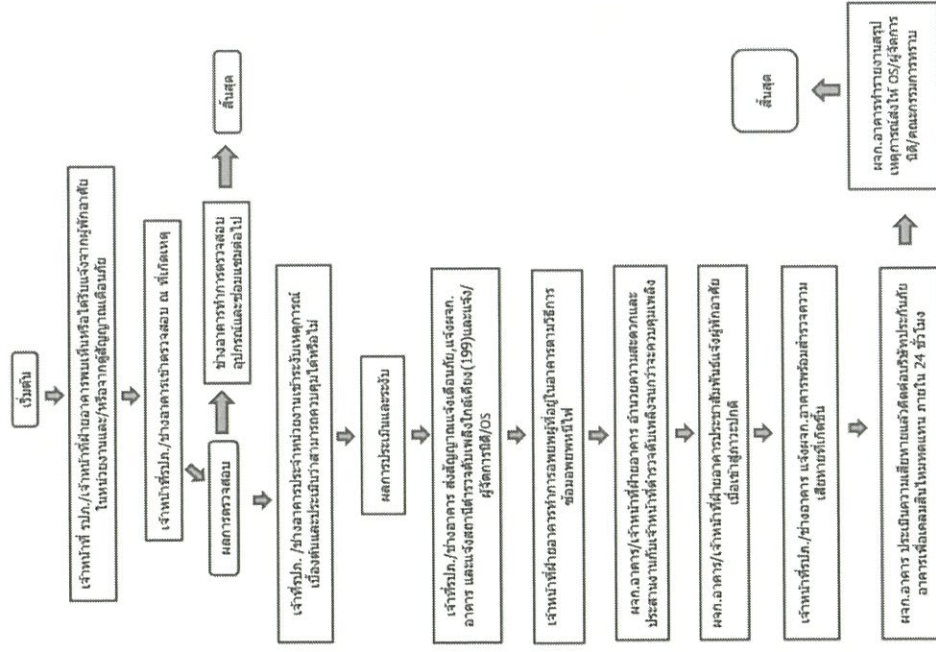 เริ่มต้น
เจ้าหน้าที่ รปภ./เจ้าหน้าที่ฝ่ายอาคารพบเห็นหรือได้รับแจ้งจากผู้พักอาศัย
ในหน่วยงานและ/หรือจากตู้สัญญาณเตือนภัย
เจ้าหน้าที่รปภ./ช่างอาคารเข้าตรวจสอบ ณ ที่เกิดเหตุ
ผลการตรวจสอบ
ช่างอาคารทำการตรวจสอบ
อุปกรณ์และซ่อมแซมต่อไป
สิ้นสุด
เจ้าที่รปภ. /ช่างอาคารประจำหน่วยงานเข้าระงับเหตุการณ์
เบื้องต้นและประเมินว่าสามารถควบคุมได้หรือไม่
ผลการประเมินและระงับ
เจ้าที่รปภ./ช่างอาคาร ส่งสัญญาณแจ้งเตือนภัย,แจ้งผจก.
อาคาร และแจ้งสถานีตำรวจดับเพลิงใกล้เคียง(199)และแจ้ง/
ผู้จัดการนิติ/OS
เจ้าหน้าที่ฝ่ายอาคารทำการอพยพผู้ที่อยู่ในอาคารตามวิธีการ
ซ้อมอพยพหนีไฟ
ผจก.อาคาร/เจ้าหน้าที่ฝ่ายอาคาร อำนวยความสะดวกและ
ประสานงานกับเจ้าหน้าที่ตำรวจดับเพลิงจนกว่าจะควบคุมเพลิง
ผจก.อาคาร/เจ้าหน้าที่ฝ่ายอาคารประชาสัมพันธ์แจ้งผู้พักอาศัย
เมื่อเข้าสู่ภาวะปกติ
เจ้าหน้าที่รปภ./ช่างอาคาร แจ้งผจก.อาคารพร้อมสำรวจความ
เสียหายที่เกิดขึ้น
ผจก.อาคาร ประเมินความเสียหายแล้วติดต่อบริษัทประกันภัย
อาคารเพื่อเคลมสินไหมทดแทน ภายใน 24 ชั่วโมง
ผจก.อาคารทำรายงานสรุป
เหตุการณ์ส่งให้ OS/ผู้จัดการ
นิติ/คณะกรรมการทราบ
สิ้นสุด